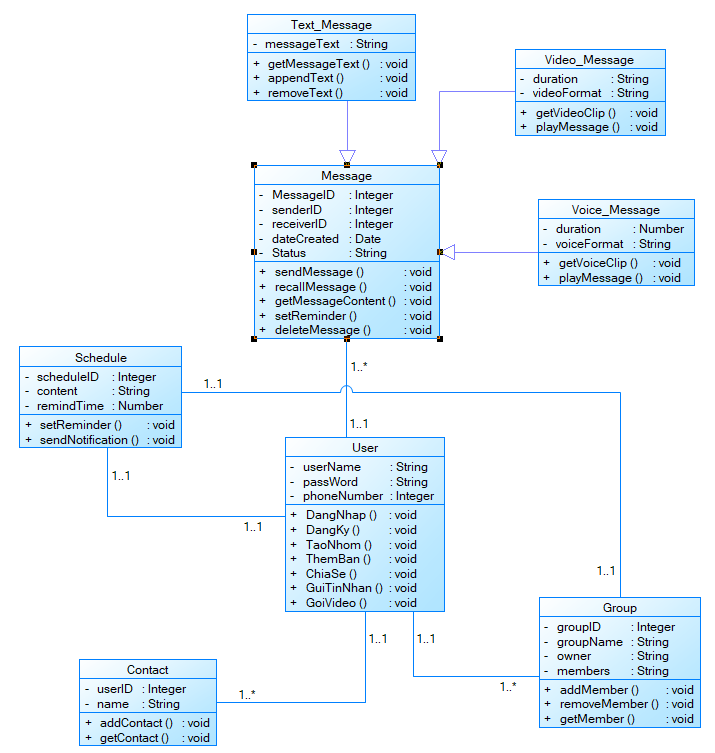 Text_Message
- messageText : String
+ getMessageText () : void
+ appendText () : void
+ removeText () : void
Video_Message
- duration : String
- videoFormat : String
+ getVideoClip () : void
+ playMessage () : void
Message
- MessageID : Integer
- senderID : Integer
- receiverID : Integer
- dateCreated : Date
- Status : String
+ sendMessage () : void
+ recallMessage () : void
+ getMessageContent () : void
+ setReminder () : void
+ deleteMessage () : void
Voice_Message
- duration : Number
- voiceFormat : String
+ getVoiceClip () : void
+ playMessage () : void
Schedule
- scheduleID : Integer
- content : String
- remindTime : Number
+ setReminder () : void
+ sendNotification () : void
1..1
1..*
1..1
1..1
1..1
User
- userName : String
- passWord : String
- phoneNumber : Integer
+ DangNhap () : void
+ DangKy () : void
+ TaoNhom () : void
+ ThemBan () : void
+ ChiaSe () : void
+ GuiTinNhan () : void
+ GoiVideo () : void
1..1
Group
- groupID : Integer
- groupName : String
- owner : String
- members : String
+ addMember () : void
+ removeMember () : void
+ getMember () : void
1..1
1..1
1..*
1..*
Contact
- userID : Integer
- name : String
+ addContact () : void
+ getContact () : void